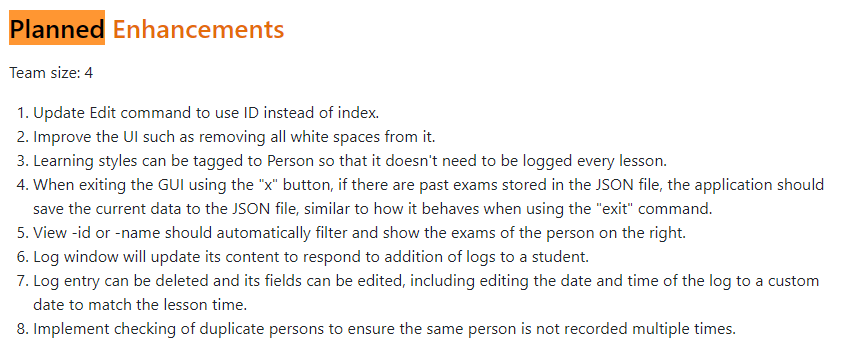 Planned Enhancements
Team size: 4
1. Update Edit command to use ID instead of index.
2. Improve the UI such as removing all white spaces from it.
3. Learning styles can be tagged to Person so that it doesn't need to be logged every lesson.
4. When exiting the GUI using the "x" button, if there are past exams stored in the JSON file, the application should
save the current data to the JSON file, similar to how it behaves when using the "exit" command.
5. View -id or -name should automatically filter and show the exams of the person on the right.
6. Log window will update its content to respond to addition of logs to a student.
7. Log entry can be deleted and its fields can be edited, including editing the date and time of the log to a custom
date to match the lesson time.
8. Implement checking of duplicate persons to ensure the same person is not recorded multiple times.